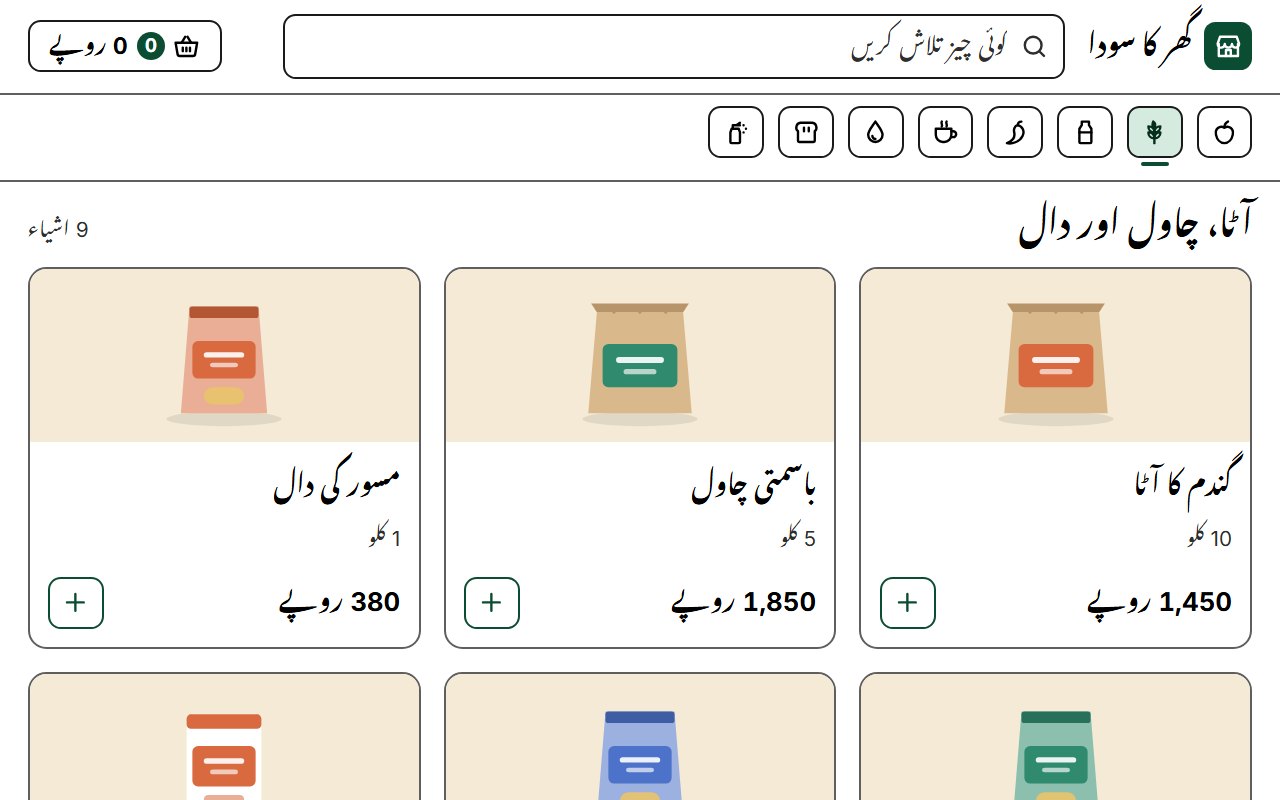 گھر کا سودا
کوئی چیز تلاش کریں
0 0 روپے
آٹا، چاول اور دال
9 اشیاء
گندم کا آٹا
10 کلو
1,450 روپے
باسمتی چاول
5 کلو
1,850 روپے
مسور کی دال
1 کلو
380 روپے